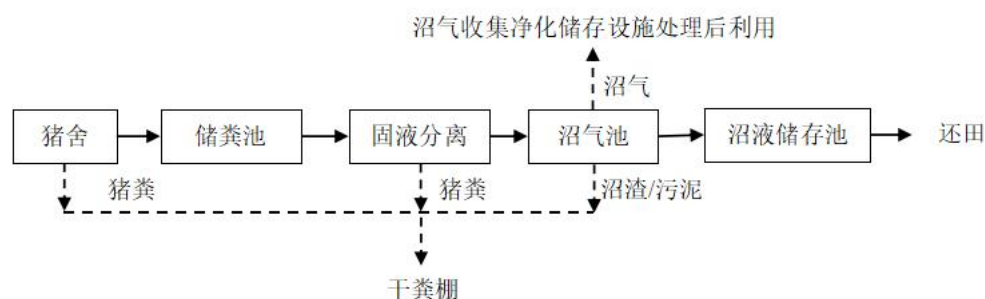 沼气收集净化储存设施处理后利用
沼气
猪舍
储粪池
固液分离
沼气池
沼液储存池
还田
猪粪
猪粪
沼渣/污泥
干粪棚